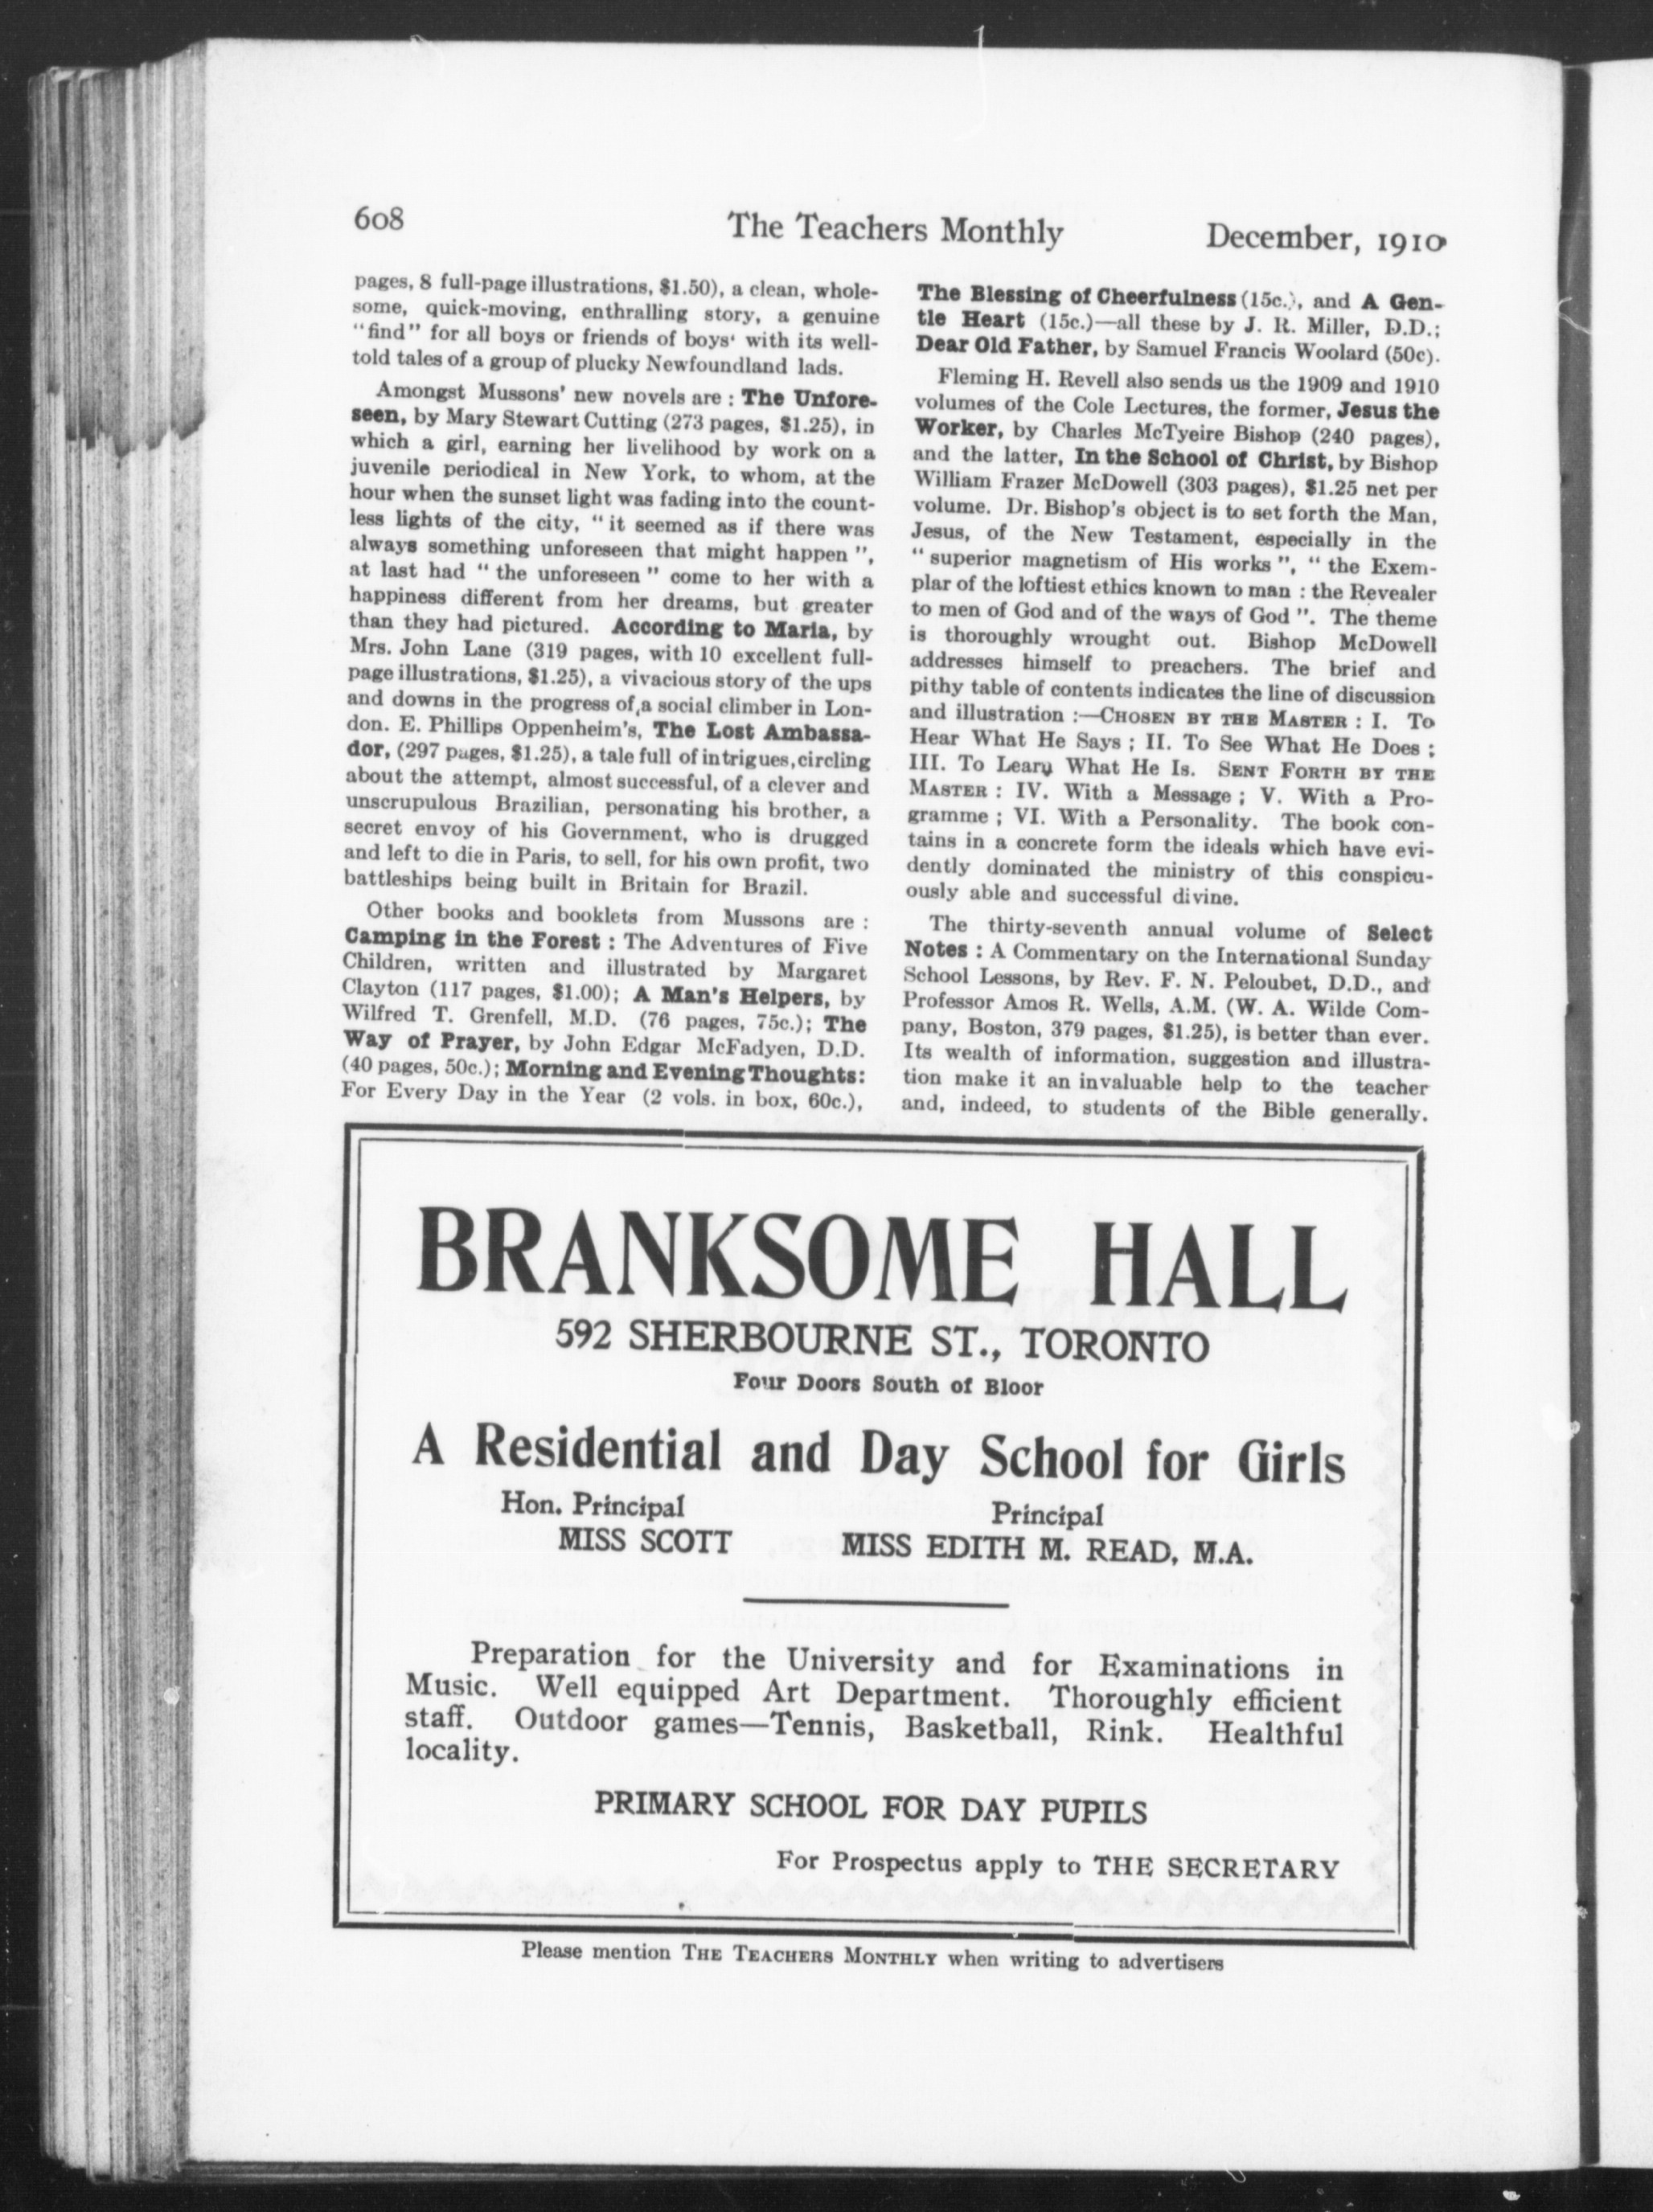 608
The Teachers Monthly
December, 1910
pages, 8 full-page illustrations, $1.50), a clean, whole-
some, quick-moving, enthralling story, a genuine
"find" for all boys or friends of boys' with its well-
told tales of a group of plucky Newfoundland lads.
Amongst Mussons' new novels are : The Unfore-
seen, by Mary Stewart Cutting (273 pages, $1.25), in
which a girl, earning her livelihood by work on a
juvenile periodical in New York, to whom, at the
hour when the sunset light was fading into the count-
less lights of the city, "it seemed as if there was
always something unforeseen that might happen",
at last had "the unforeseen" come to her with a
happiness different from her dreams, but greater
than they had pictured. According to Maria, by
Mrs. John Lane (319 pages, with 10 excellent full-
page illustrations, $1.25), a vivacious story of the ups
and downs in the progress of a social climber in Lon-
don. E. Phillips Oppenheim's, The Lost Ambassa-
dor, (297 pages, $1.25), a tale full of intrigues, circling
about the attempt, almost successful, of a clever and
unscrupulous Brazilian, personating his brother, a
secret envoy of his Government, who is drugged
and left to die in Paris, to sell, for his own profit, two
battleships being built in Britain for Brazil.
Other books and booklets from Mussons are :
Camping in the Forest : The Adventures of Five
Children, written and illustrated by Margaret
Clayton (117 pages, $1.00); A Man's Helpers, by
Wilfred T. Grenfell, M.D. (76 pages, 75c.); The
Way of Prayer, by John Edgar McFadyen, D.D.
(40 pages, 50c.); Morning and Evening Thoughts:
For Every Day in the Year (2 vols. in box, 60c.),
The Blessing of Cheerfulness (15c.), and A Gen-
tle Heart (15c.)—all these by J. R. Miller, D.D.;
Dear Old Father, by Samuel Francis Woolard (50c).
Fleming H. Revell also sends us the 1909 and 1910
volumes of the Cole Lectures, the former, Jesus the
Worker, by Charles McTyeire Bishop (240 pages),
and the latter, In the School of Christ, by Bishop
William Frazer McDowell (303 pages), $1.25 net per
volume. Dr. Bishop's object is to set forth the Man,
Jesus, of the New Testament, especially in the
"superior magnetism of His works", "the Exem-
plar of the loftiest ethics known to man : the Revealer
to men of God and of the ways of God". The theme
is thoroughly wrought out. Bishop McDowell
addresses himself to preachers. The brief and
pithy table of contents indicates the line of discussion
and illustration :—CHOSEN BY THE MASTER : I. To
Hear What He Says ; II. To See What He Does ;
III. To Learn What He Is. SENT FORTH BY THE
MASTER : IV. With a Message ; V. With a Pro-
gramme ; VI. With a Personality. The book con-
tains in a concrete form the ideals which have evi-
dently dominated the ministry of this conspicu-
ously able and successful divine.
The thirty-seventh annual volume of Select
Notes : A Commentary on the International Sunday
School Lessons, by Rev. F. N. Peloubet, D.D., and
Professor Amos R. Wells, A.M. (W. A. Wilde Com-
pany, Boston, 379 pages, $1.25), is better than ever.
Its wealth of information, suggestion and illustra-
tion make it an invaluable help to the teacher
and, indeed, to students of the Bible generally.
BRANKSOME HALL
592 SHERBOURNE ST., TORONTO
Four Doors South of Bloor
A Residential and Day School for Girls
Hon. Principal
MISS SCOTT
Principal
MISS EDITH M. READ, M.A.
Preparation for the University and for Examinations in
Music. Well equipped Art Department. Thoroughly efficient
staff. Outdoor games—Tennis, Basketball, Rink. Healthful
locality.
PRIMARY SCHOOL FOR DAY PUPILS
For Prospectus apply to THE SECRETARY
Please mention THE TEACHERS MONTHLY when writing to advertisers